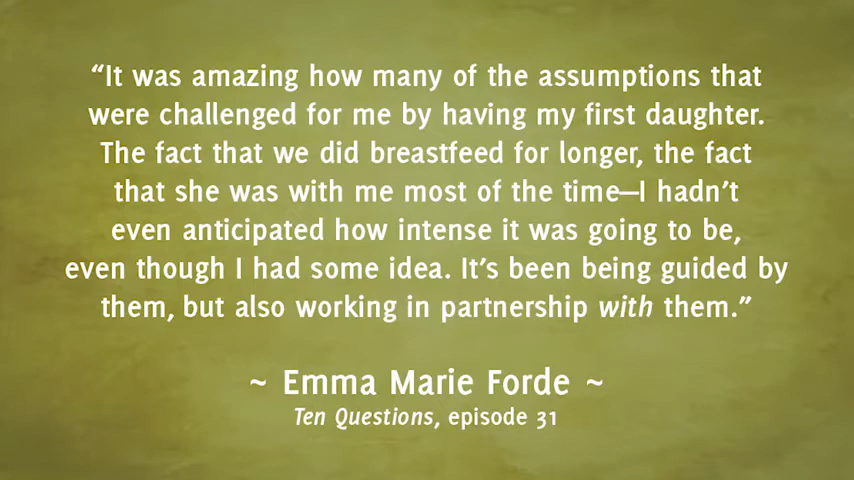 “It was amazing how many of the assumptions that
were challenged for me by having my first daughter.
The fact that we did breastfeed for longer, the fact
that she was with me most of the time—I hadn’t
even anticipated how intense it was going to be,
even though I had some idea. It’s been being guided by
them, but also working in partnership with them.”
~ Emma Marie Forde ~
Ten Questions, episode 31